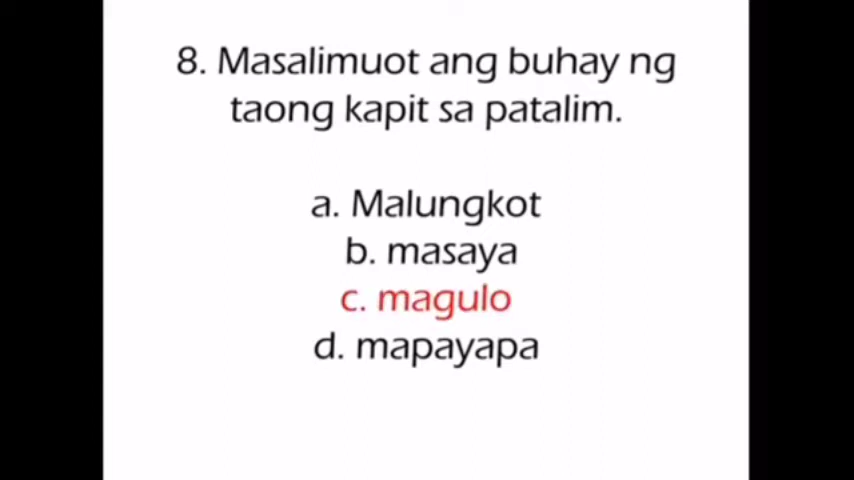 8. Masalimuot ang buhay ng
taong kapit sa patalim.
a. Malungkot
b. masaya
c. magulo
d. mapayapa